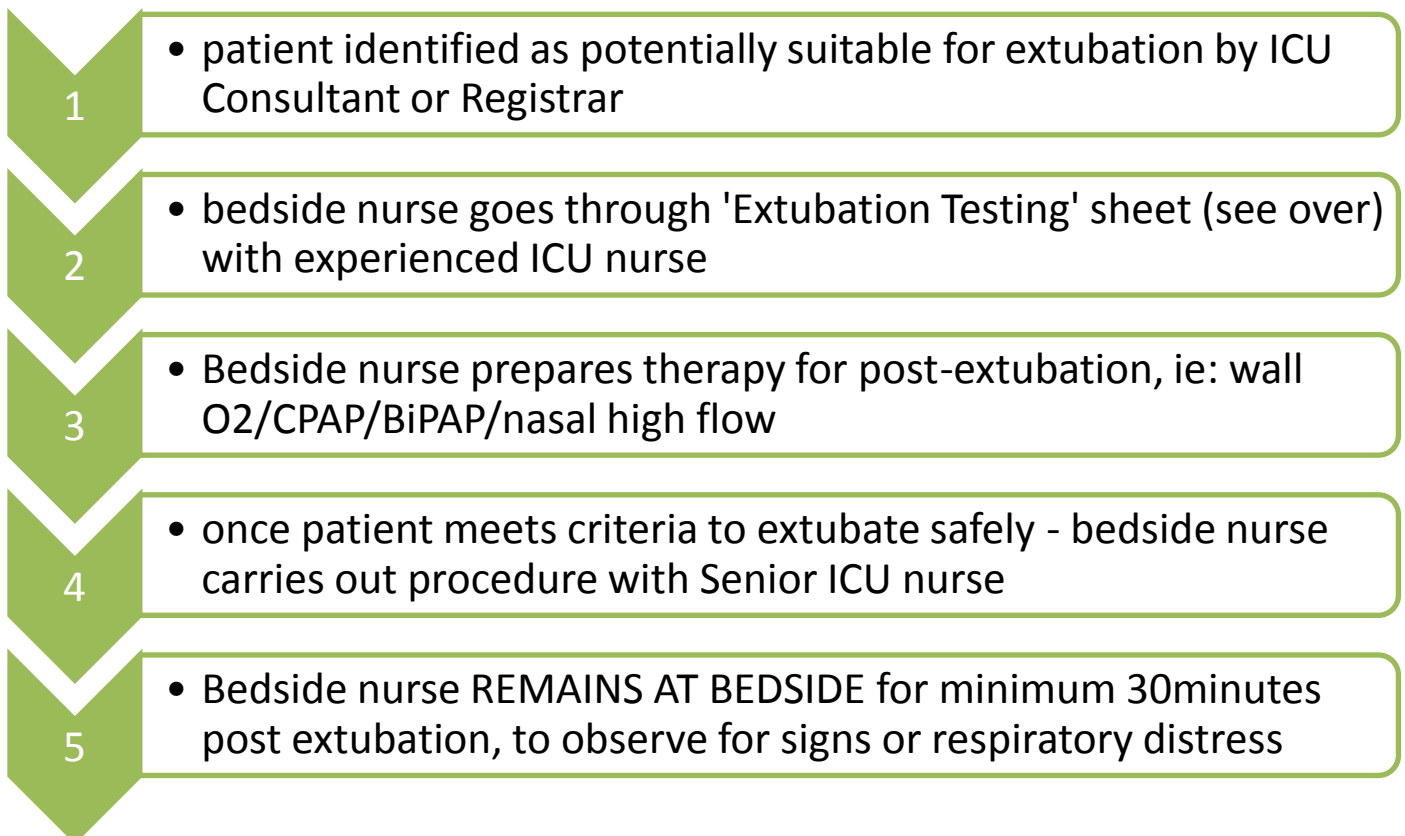 1
• patient identified as potentially suitable for extubation by ICU
Consultant or Registrar
2
• bedside nurse goes through 'Extubation Testing' sheet (see over)
with experienced ICU nurse
3
• Bedside nurse prepares therapy for post-extubation, ie: wall
O2/CPAP/BiPAP/nasal high flow
4
• once patient meets criteria to extubate safely - bedside nurse
carries out procedure with Senior ICU nurse
5
• Bedside nurse REMAINS AT BEDSIDE for minimum 30minutes
post extubation, to observe for signs or respiratory distress